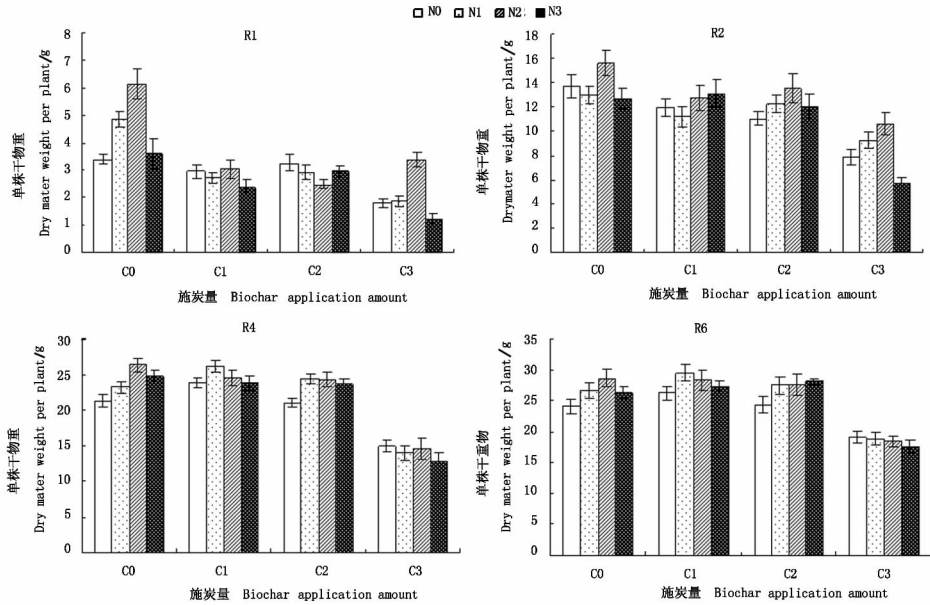 N0 N1 N2 N3
R1
单株干物重
Dry mater weight per plant/g
8
7
6
5
4
3
2
1
0
C0 C1 C2 C3
施炭量 Biochar application amount
R2
单株干物重
Drymater weight per plant/g
18
16
14
12
10
8
6
4
2
0
C0 C1 C2 C3
施炭量 Biochar application amount
R4
单株干物重
Dry mater weight per plant/g
30
25
20
15
10
5
0
C0 C1 C2 C3
施炭量 Biochar application amount
R6
单株干重物
Dry mater weight per plant/g
35
30
25
20
15
10
5
0
C0 C1 C2 C3
施炭量 Biochar application amount